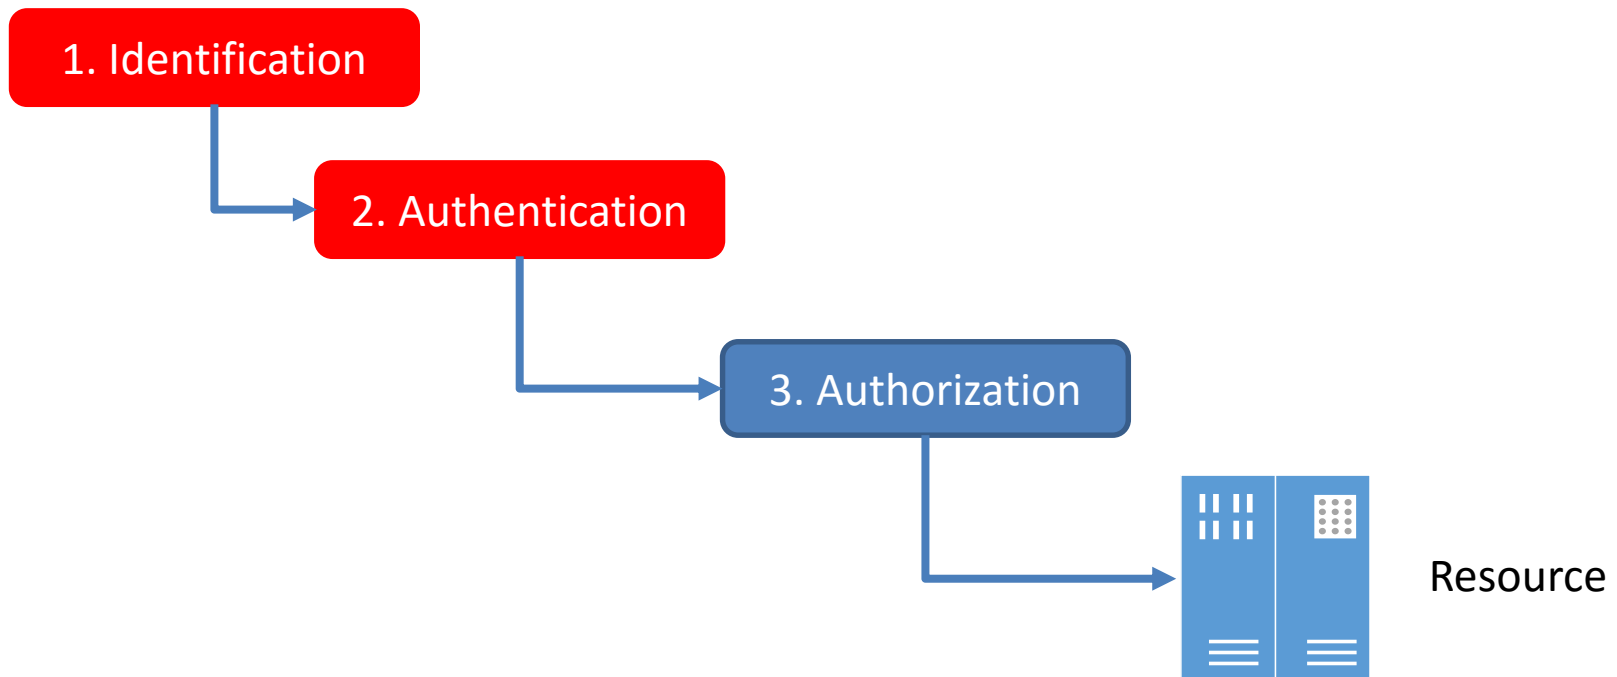 1. Identification
2. Authentication
3. Authorization
Resource